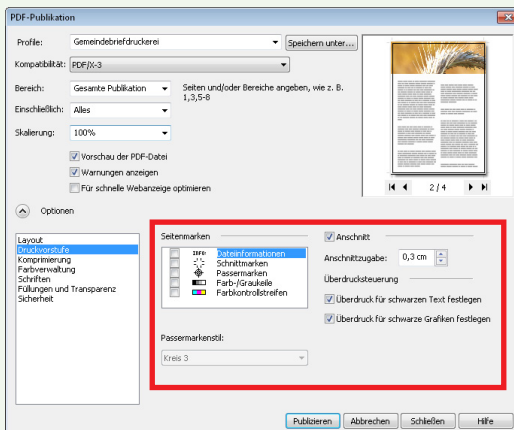 PDF-Publikation
Profile: Gemeindebriefdruckerei Speichern unter...
Kompatibilität: PDF/X-3
Bereich: Gesamte Publikation Seiten und/oder Bereiche angeben, wie z. B. 1,3,5-8
Einschließlich: Alles
Skalierung: 100%
Vorschau der PDF-Datei
Warnungen anzeigen
Für schnelle Webanzeige optimieren
2 / 4
Optionen
Layout
Druckvorstufe
Komprimierung
Farbverwaltung
Schriften
Füllungen und Transparenz
Sicherheit
Seitenmarken
INFO: Dateiinformationen
Schnittmarken
Passermarken
Farb-/Graukeile
Farbkontrollstreifen
Passermarkenstil:
Kreis 3
Anschnitt
Anschnittzugabe: 0,3 cm
Überdrucksteuerung
Überdruck für schwarzen Text festlegen
Überdruck für schwarze Grafiken festlegen
Publizieren Abbrechen Schließen Hilfe